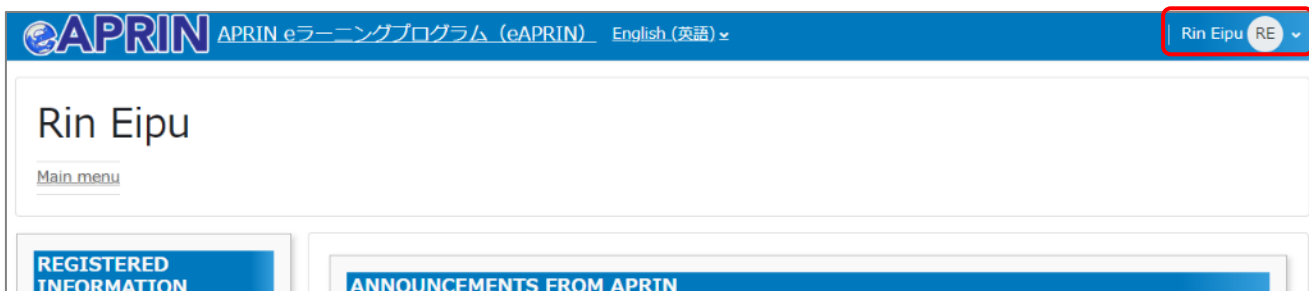 eAPRIN APRIN eラーニングプログラム（eAPRIN） English (英語) Rin Eipu RE
Rin Eipu
Main menu
REGISTERED
INFORMATION
ANNOUNCEMENTS FROM APRIN